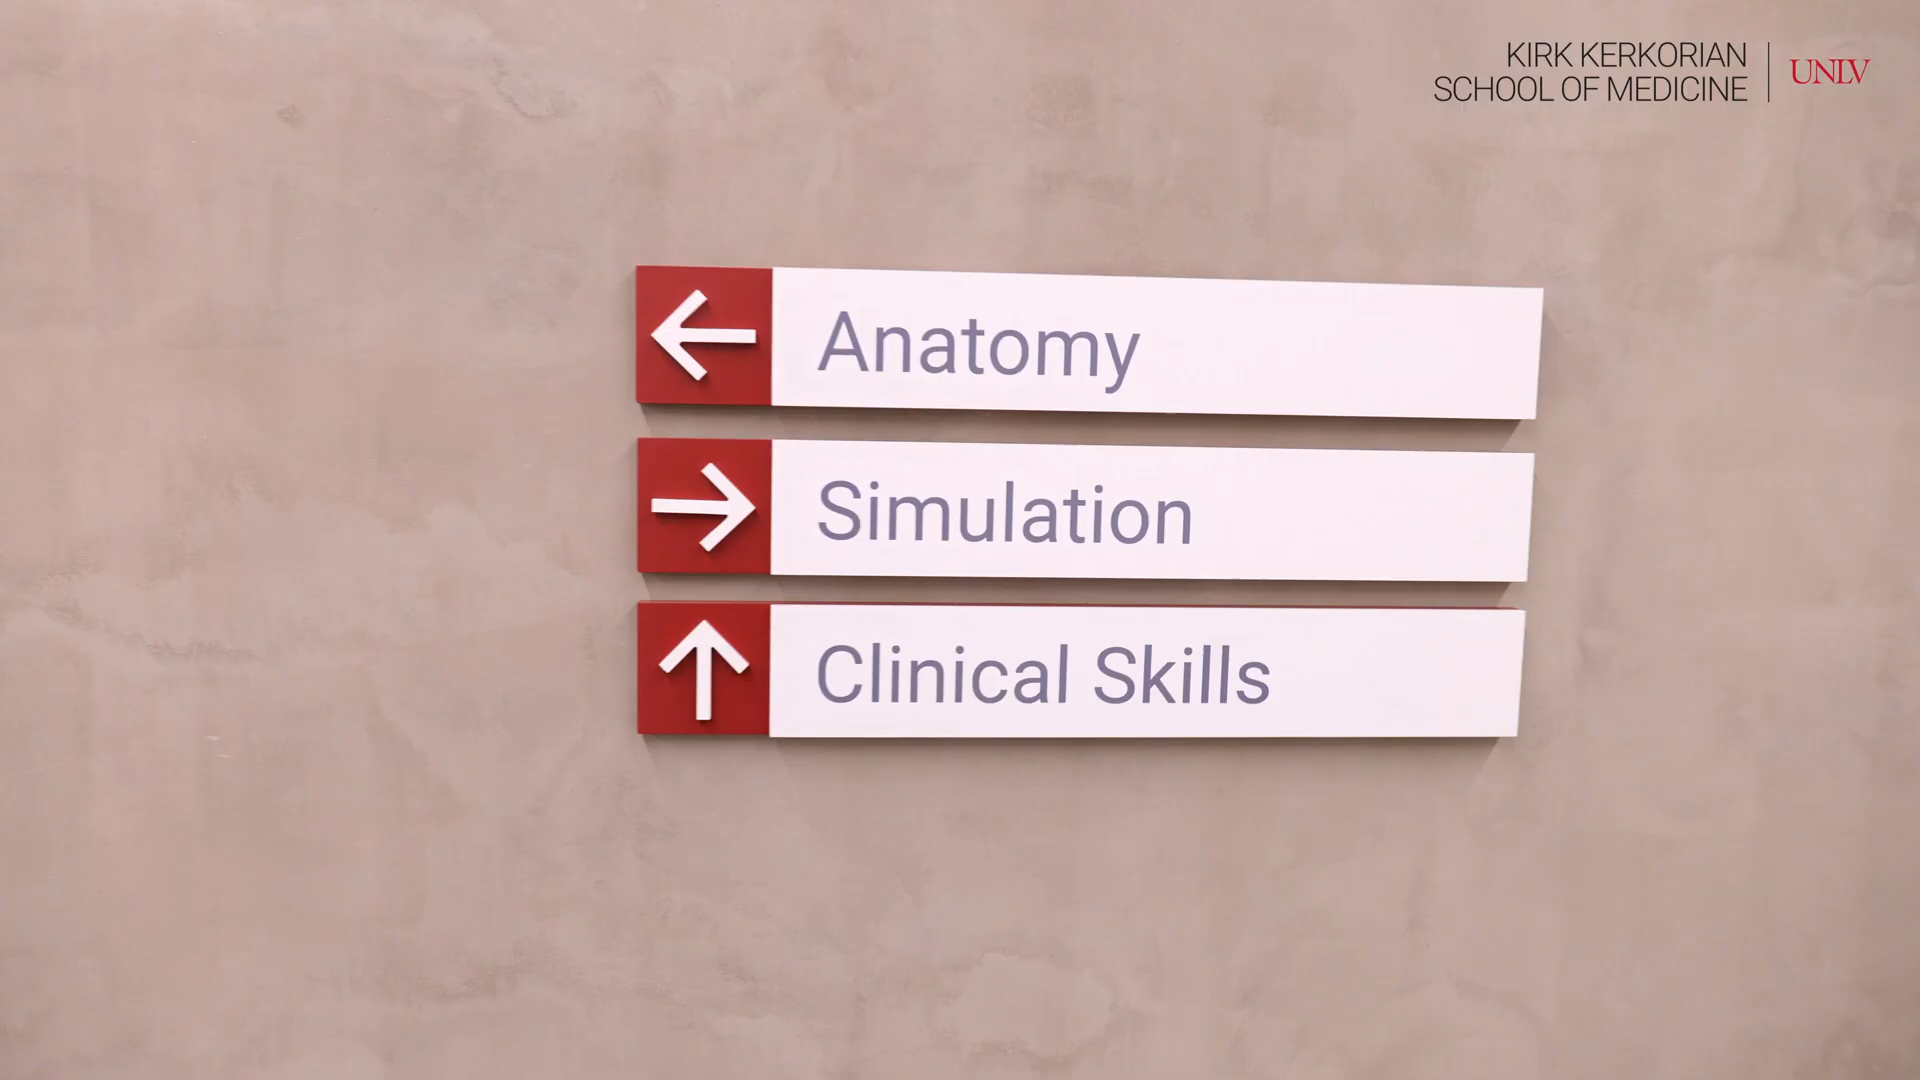 KIRK KERKORIAN
SCHOOL OF MEDICINE
UNLV
Anatomy
Simulation
Clinical Skills